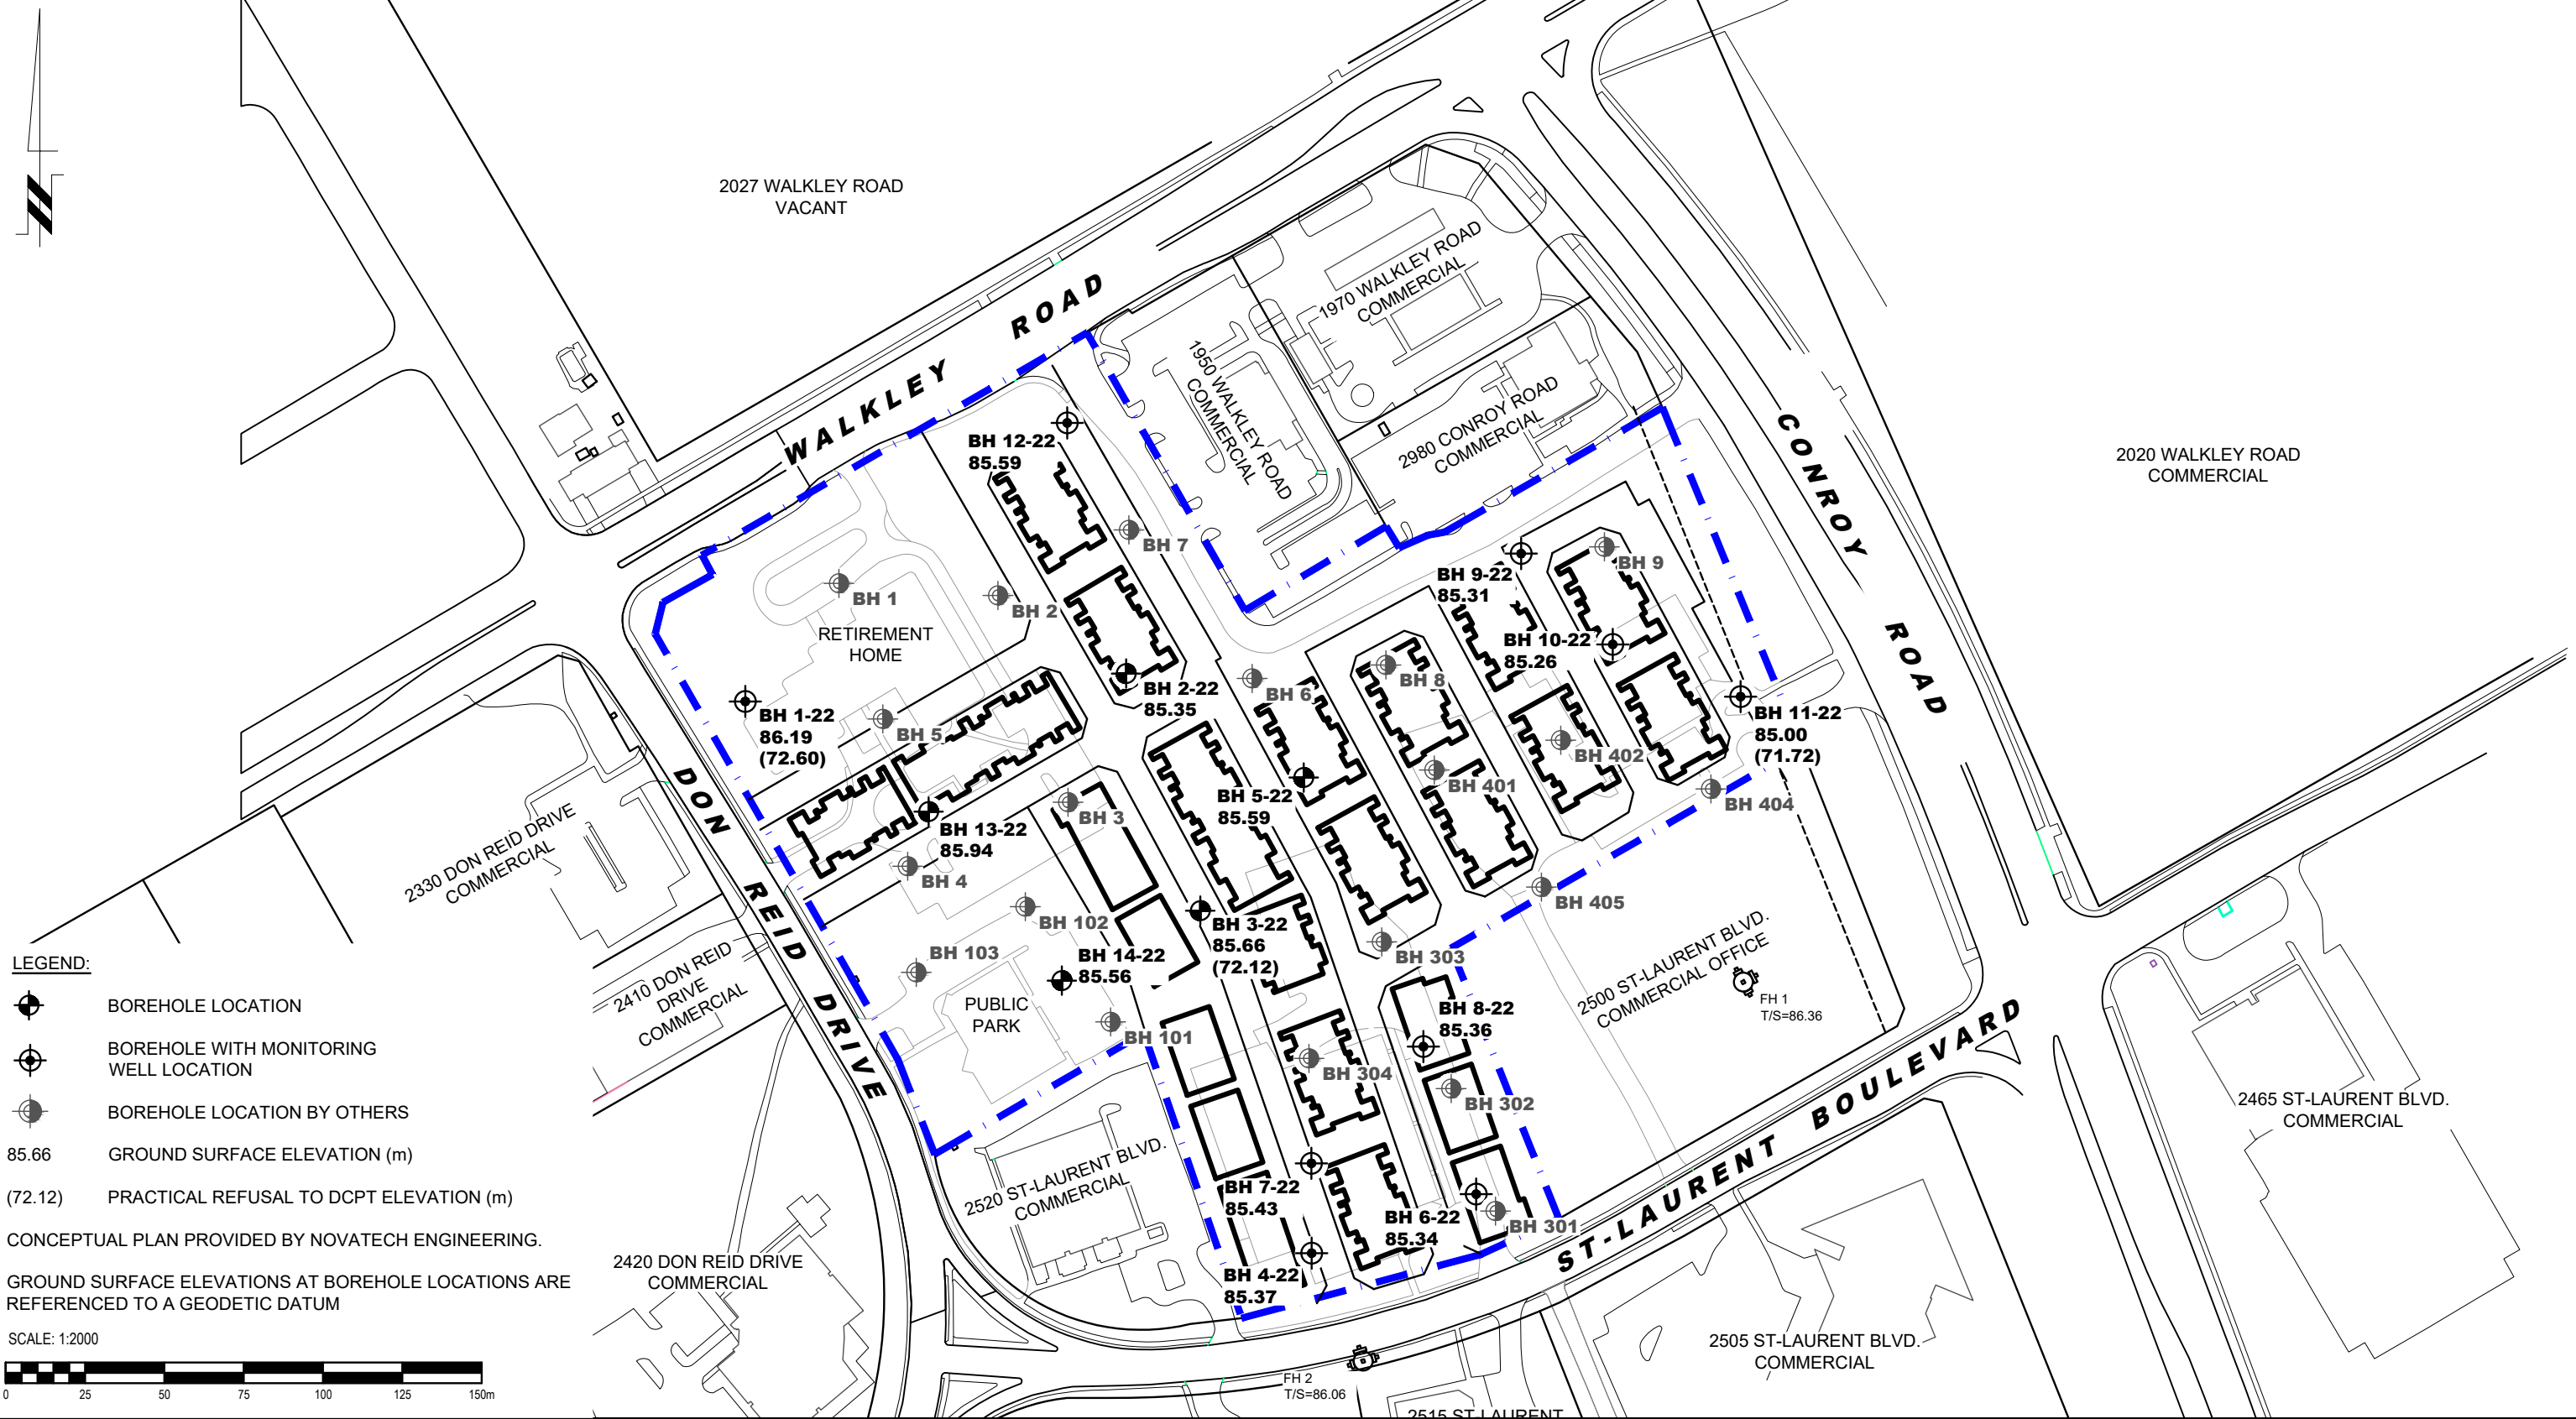 2027 WALKLEY ROAD
VACANT
WALKLEY ROAD
1970 WALKLEY ROAD
COMMERCIAL
1950 WALKLEY ROAD
COMMERCIAL
2980 CONROY ROAD
COMMERCIAL
CONROY ROAD
2020 WALKLEY ROAD
COMMERCIAL
BH 12-22
85.59
BH 7
BH 1
BH 2
RETIREMENT
HOME
BH 9-22
85.31
BH 9
BH 10-22
85.26
BH 2-22
85.35
BH 6
BH 8
BH 1-22
86.19
(72.60)
BH 5
BH 11-22
85.00
(71.72)
BH 402
BH 401
BH 404
BH 5-22
85.59
BH 3
BH 13-22
85.94
BH 4
DON REID DRIVE
2330 DON REID DRIVE
COMMERCIAL
BH 405
BH 102
BH 3-22
85.66
(72.12)
BH 303
BH 103
BH 14-22
85.56
PUBLIC
PARK
BH 101
2410 DON REID
DRIVE
COMMERCIAL
2500 ST-LAURENT BLVD.
COMMERCIAL OFFICE
FH 1
T/S=86.36
BH 8-22
85.36
BH 304
BH 302
ST-LAURENT BOULEVARD
2465 ST-LAURENT BLVD.
COMMERCIAL
2520 ST-LAURENT BLVD.
COMMERCIAL
BH 7-22
85.43
BH 6-22
85.34
BH 301
BH 4-22
85.37
2420 DON REID DRIVE
COMMERCIAL
2505 ST-LAURENT BLVD.
COMMERCIAL
FH 2
T/S=86.06
2515 ST-LAURENT
LEGEND:
BOREHOLE LOCATION
BOREHOLE WITH MONITORING
WELL LOCATION
BOREHOLE LOCATION BY OTHERS
85.66 GROUND SURFACE ELEVATION (m)
(72.12) PRACTICAL REFUSAL TO DCPT ELEVATION (m)
CONCEPTUAL PLAN PROVIDED BY NOVATECH ENGINEERING.
GROUND SURFACE ELEVATIONS AT BOREHOLE LOCATIONS ARE
REFERENCED TO A GEODETIC DATUM
SCALE: 1:2000
0 25 50 75 100 125 150m